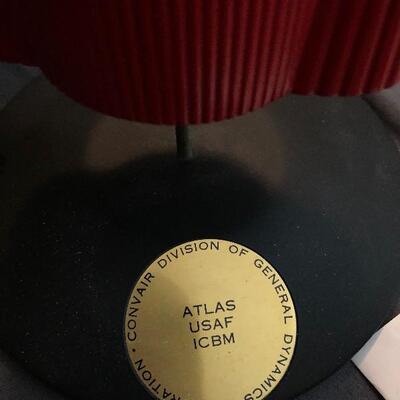 · CONVAIR DIVISION OF GENERAL DYNAMICS
ATLAS
USAF
ICBM